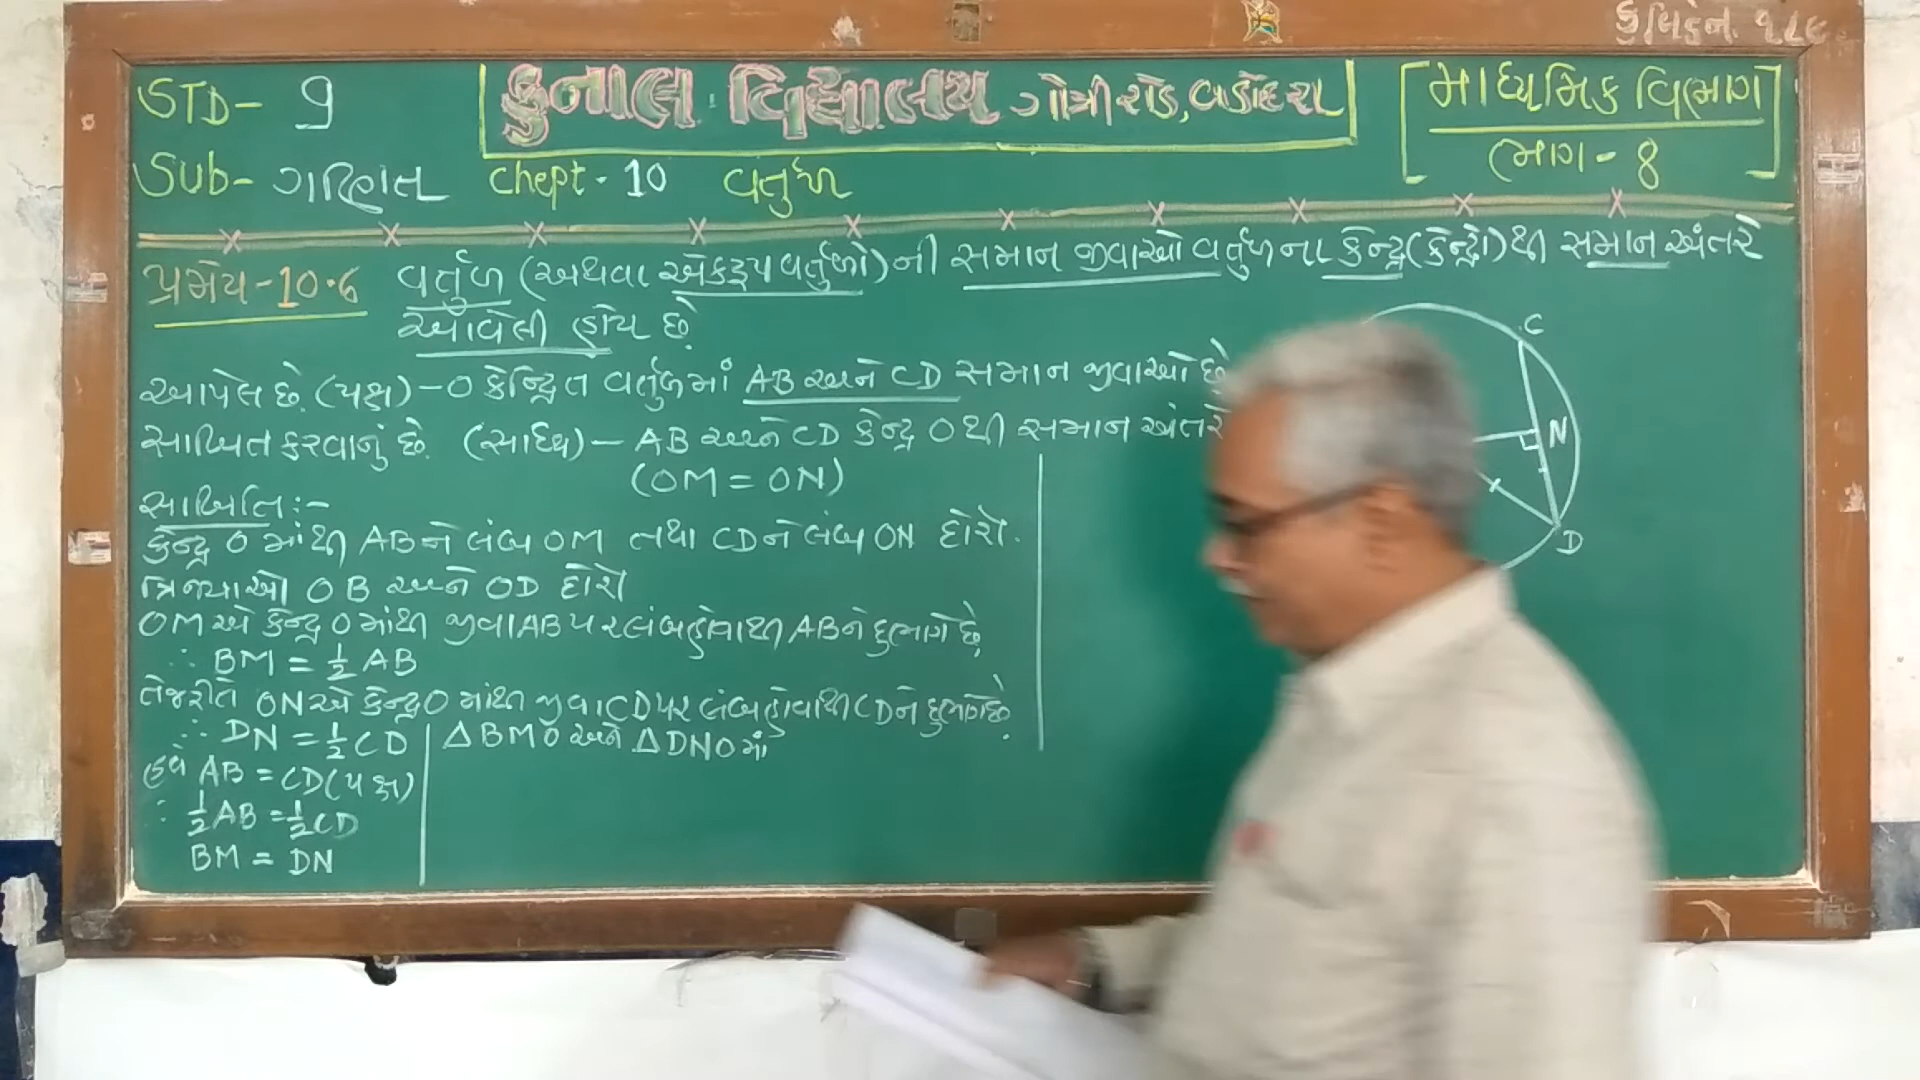 STD- 9 કુનાલ વિદ્યાલય ગોત્રી રોડ, વડોદરા [માધ્યમિક વિભાગ
ભાગ - 8]
Sub- ગણિત Chept - 10 વર્તુળ
પ્રમેય-10.6 વર્તુળ (અથવા એકરૂપ વર્તુળો)ની સમાન જીવાઓ વર્તુળના કેન્દ્ર(કેન્દ્રો)થી સમાન અંતરે
આવેલી હોય છે.
આપેલ છે. (પક્ષ) - O કેન્દ્રિત વર્તુળમાં AB અને CD સમાન જીવાઓ છે
સાબિત કરવાનું છે. (સાધ્ય) - AB અને CD કેન્દ્ર O થી સમાન અંતરે
(OM = ON)
સાબિતિ :-
કેન્દ્ર O માંથી AB ને લંબ OM તથા CD ને લંબ ON દોરો.
ત્રિજ્યાઓ OB અને OD દોરો
OM એ કેન્દ્ર O માંથી જીવા AB પર લંબ હોવાથી AB ને દુભાગે છે.
∴ BM = 1/2 AB
તેજ રીતે ON એ કેન્દ્ર O માંથી જીવા CD પર લંબ હોવાથી CD ને દુભાગે છે.
∴ DN = 1/2 CD
હવે AB = CD (પક્ષ)
∴ 1/2 AB = 1/2 CD
BM = DN
△ BMO અને △ DNO માં
C
N
D